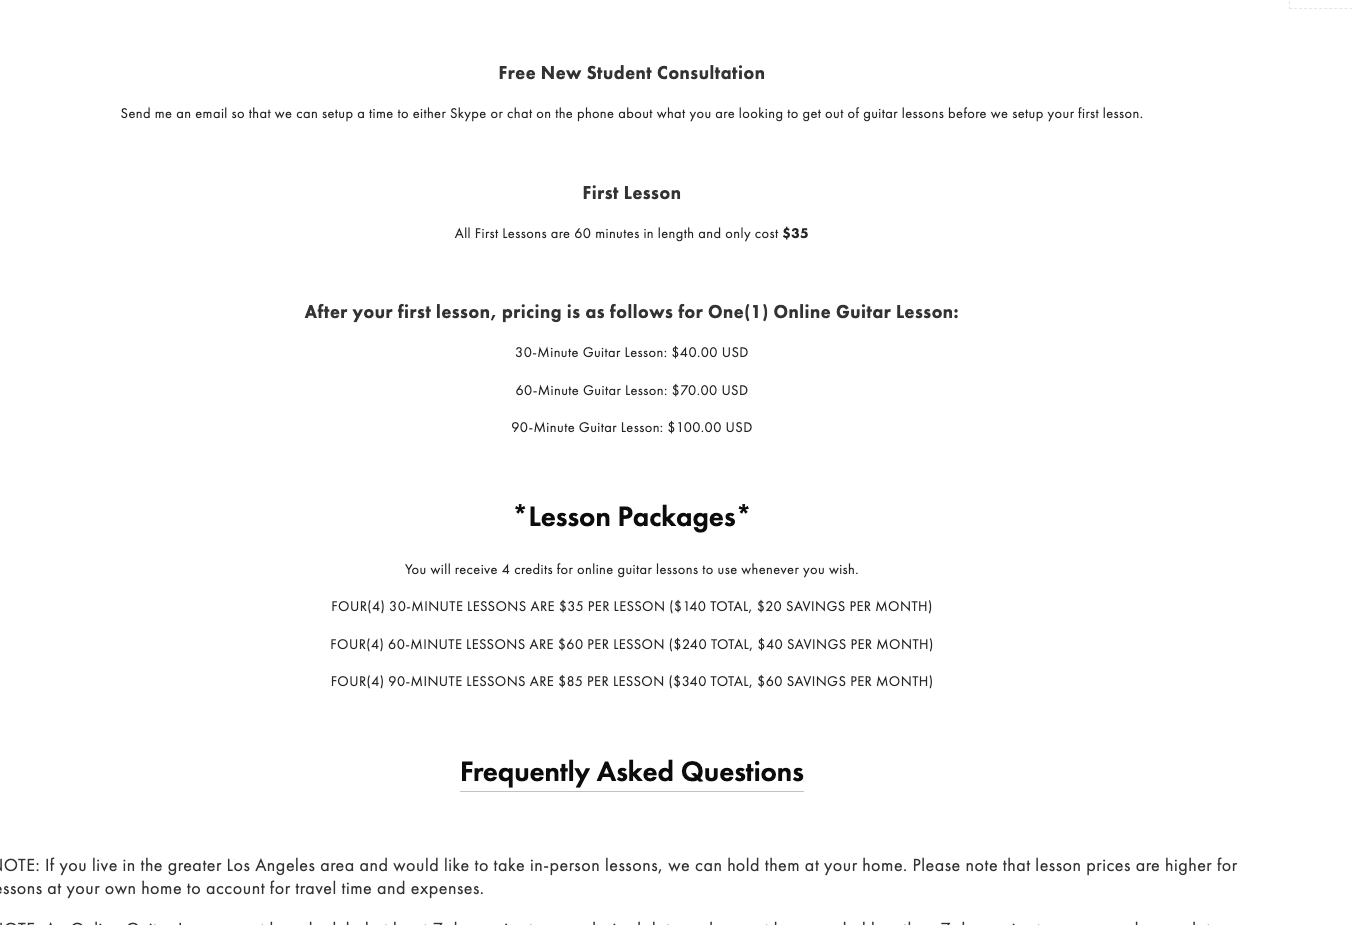 Free New Student Consultation
Send me an email so that we can setup a time to either Skype or chat on the phone about what you are looking to get out of guitar lessons before we setup your first lesson.
First Lesson
All First Lessons are 60 minutes in length and only cost $35
After your first lesson, pricing is as follows for One(1) Online Guitar Lesson:
30-Minute Guitar Lesson: $40.00 USD
60-Minute Guitar Lesson: $70.00 USD
90-Minute Guitar Lesson: $100.00 USD
*Lesson Packages*
You will receive 4 credits for online guitar lessons to use whenever you wish.
FOUR(4) 30-MINUTE LESSONS ARE $35 PER LESSON ($140 TOTAL, $20 SAVINGS PER MONTH)
FOUR(4) 60-MINUTE LESSONS ARE $60 PER LESSON ($240 TOTAL, $40 SAVINGS PER MONTH)
FOUR(4) 90-MINUTE LESSONS ARE $85 PER LESSON ($340 TOTAL, $60 SAVINGS PER MONTH)
Frequently Asked Questions
NOTE: If you live in the greater Los Angeles area and would like to take in-person lessons, we can hold them at your home. Please note that lesson prices are higher for
lessons at your own home to account for travel time and expenses.